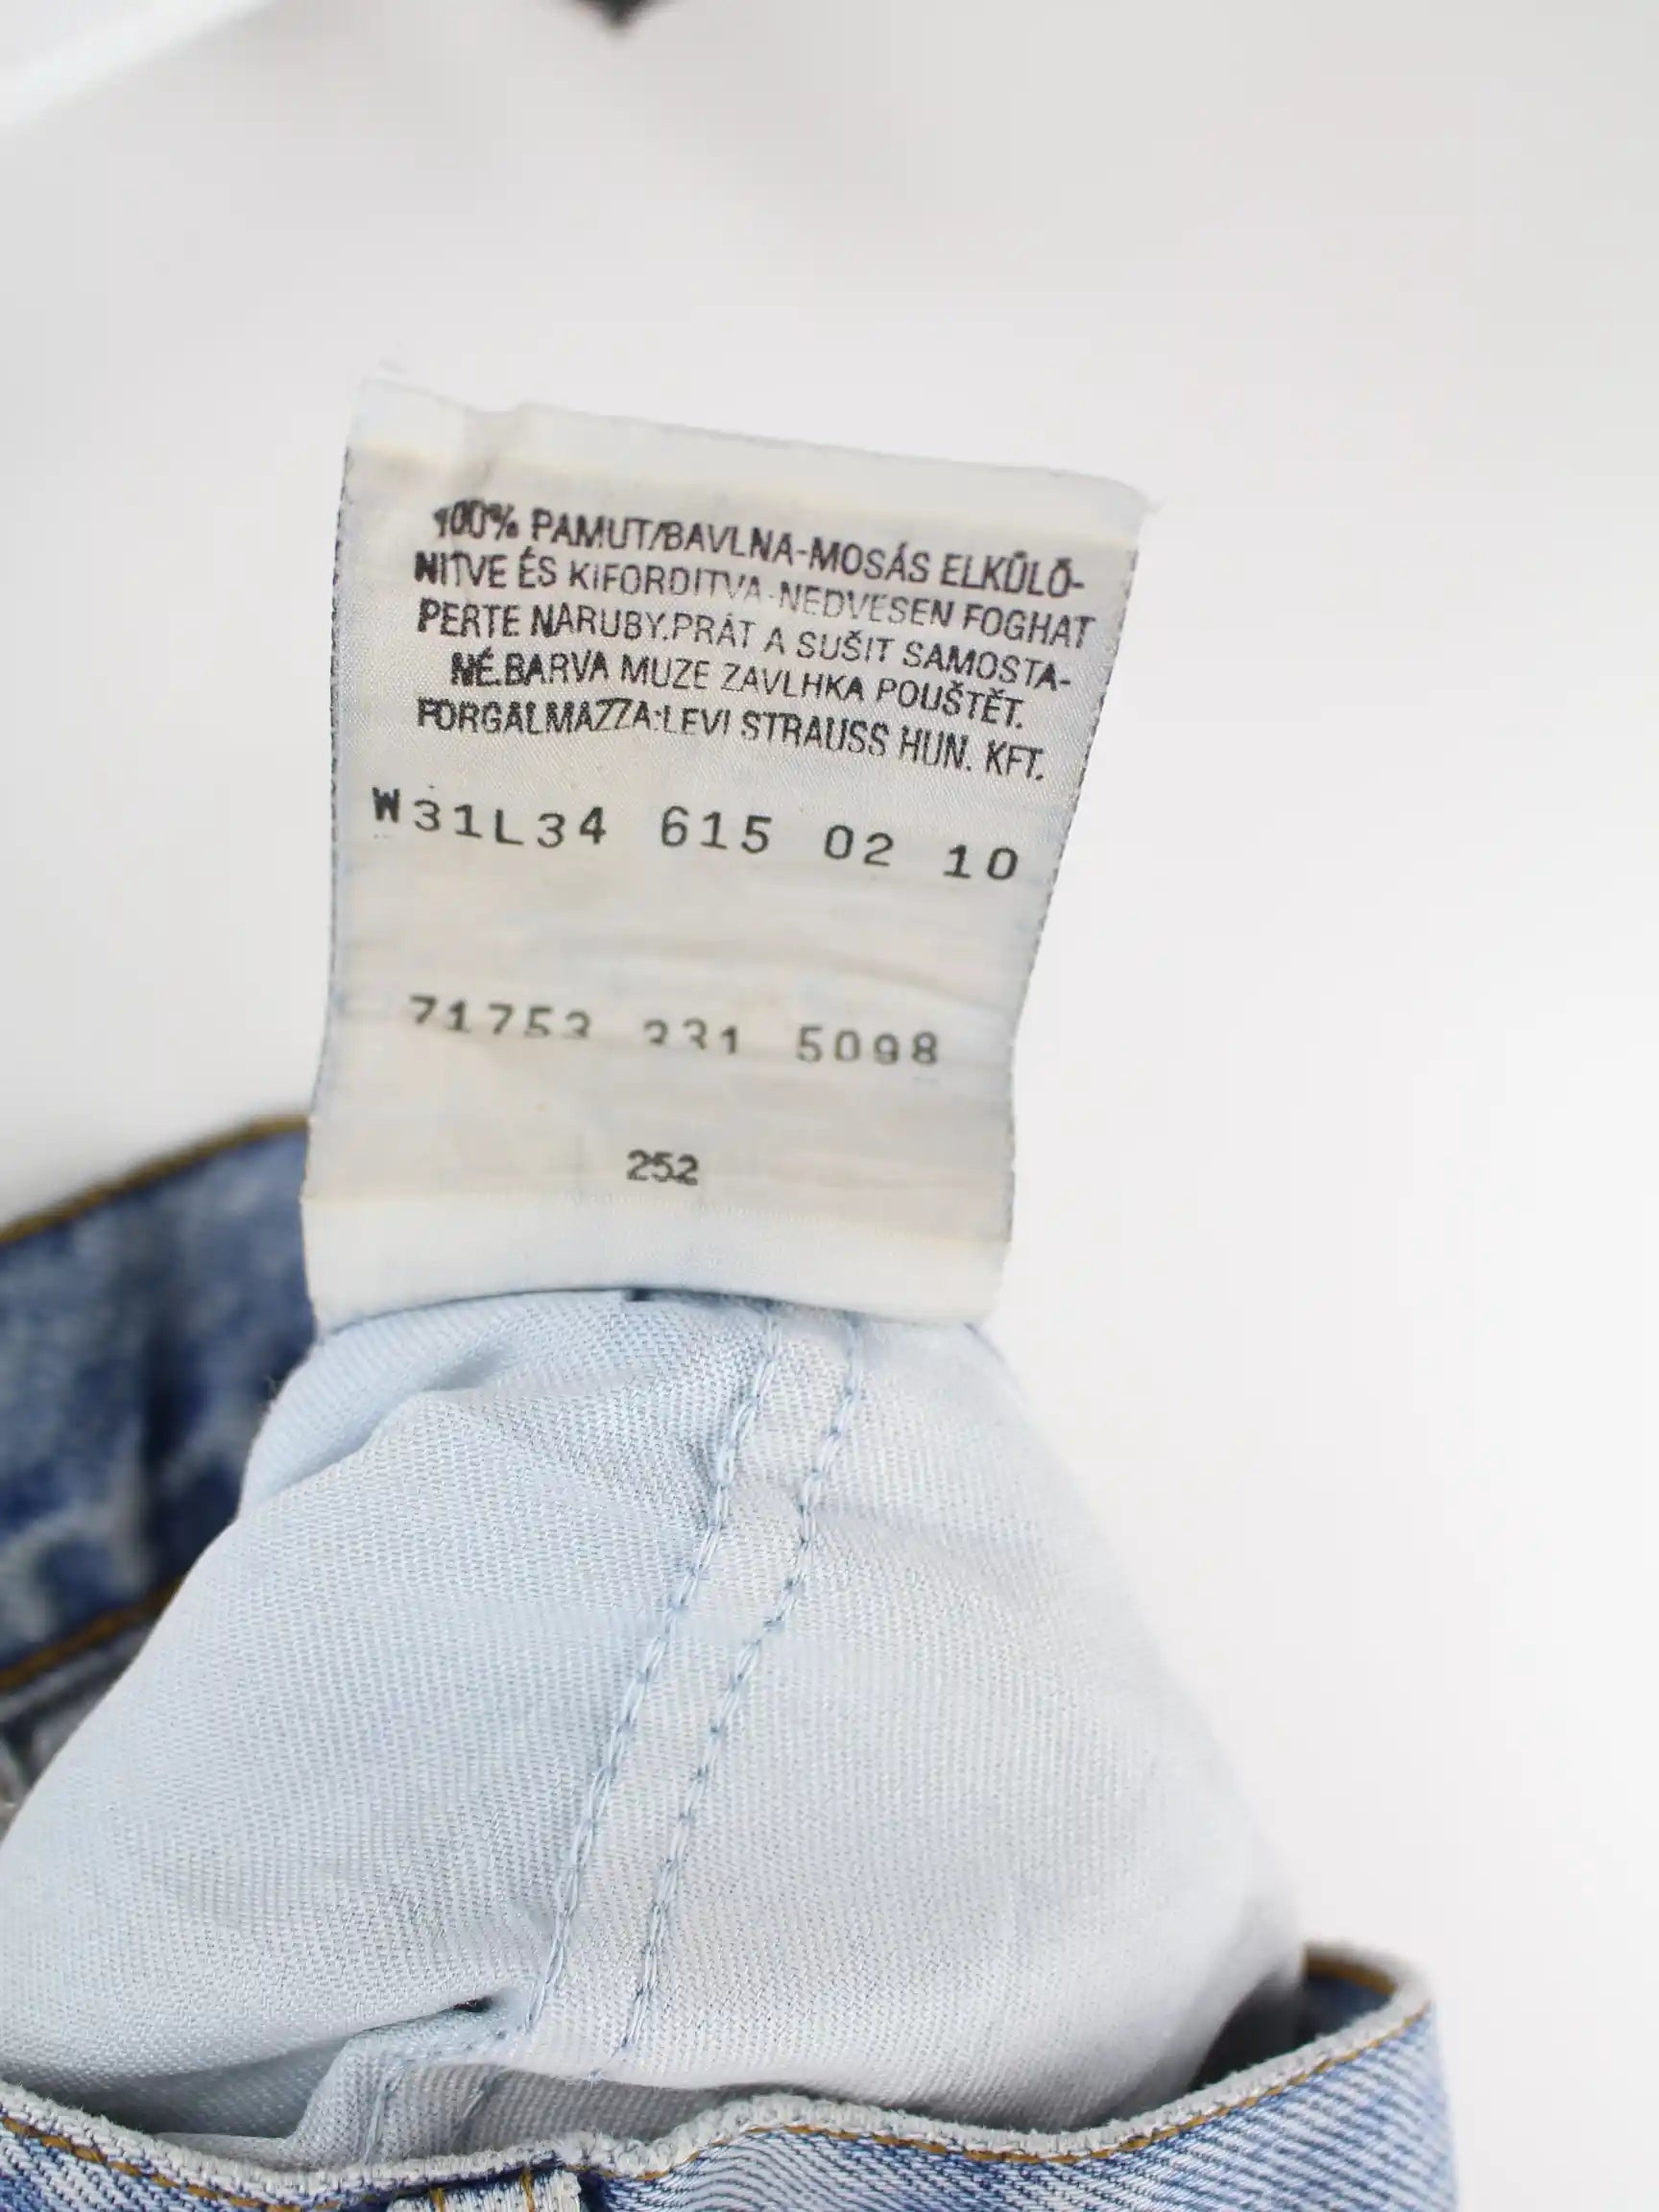 100% PAMUT/BAVLNA-MOSÁS ELKŰLŐ-
NITVE ÉS KIFORDITVA-NEDVESEN FOGHAT
PERTE NARUBY.PRÁT A SUŠIT SAMOSTA-
NÉ.BARVA MUZE ZAVLHKA POUŠTĚT.
FORGALMAZZA:LEVI STRAUSS HUN. KFT.
W31L34 615 02 10
71753 331 5098
252